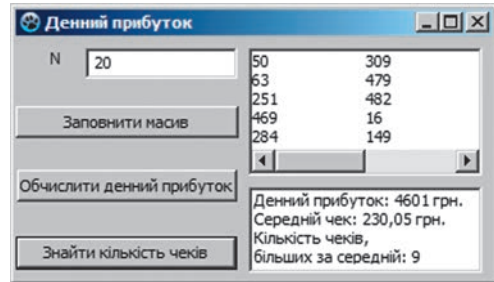 Денний прибуток
N 20
50 309
63 479
251 482
469 16
284 149
Заповнити масив
Обчислити денний прибуток
Знайти кількість чеків
Денний прибуток: 4601 грн.
Середній чек: 230,05 грн.
Кількість чеків,
більших за середній: 9